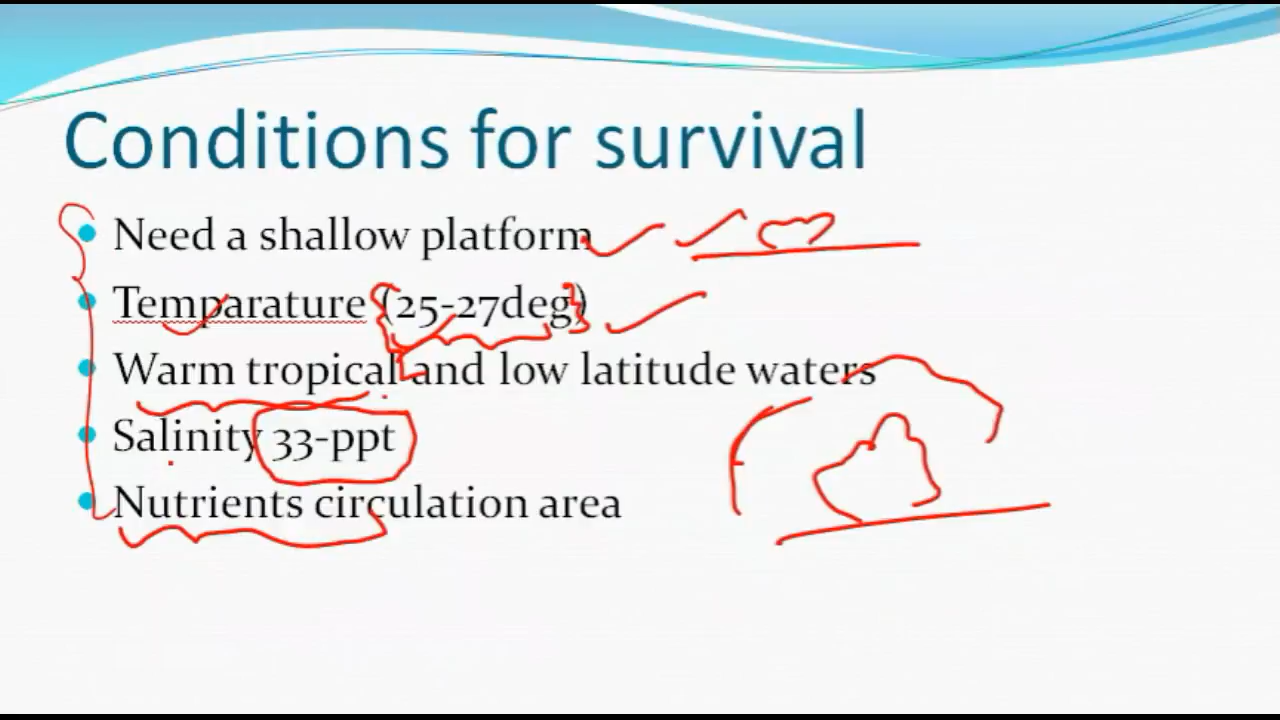 Conditions for survival
Need a shallow platform
Temparature (25-27deg)
Warm tropical and low latitude waters
Salinity 33-ppt
Nutrients circulation area